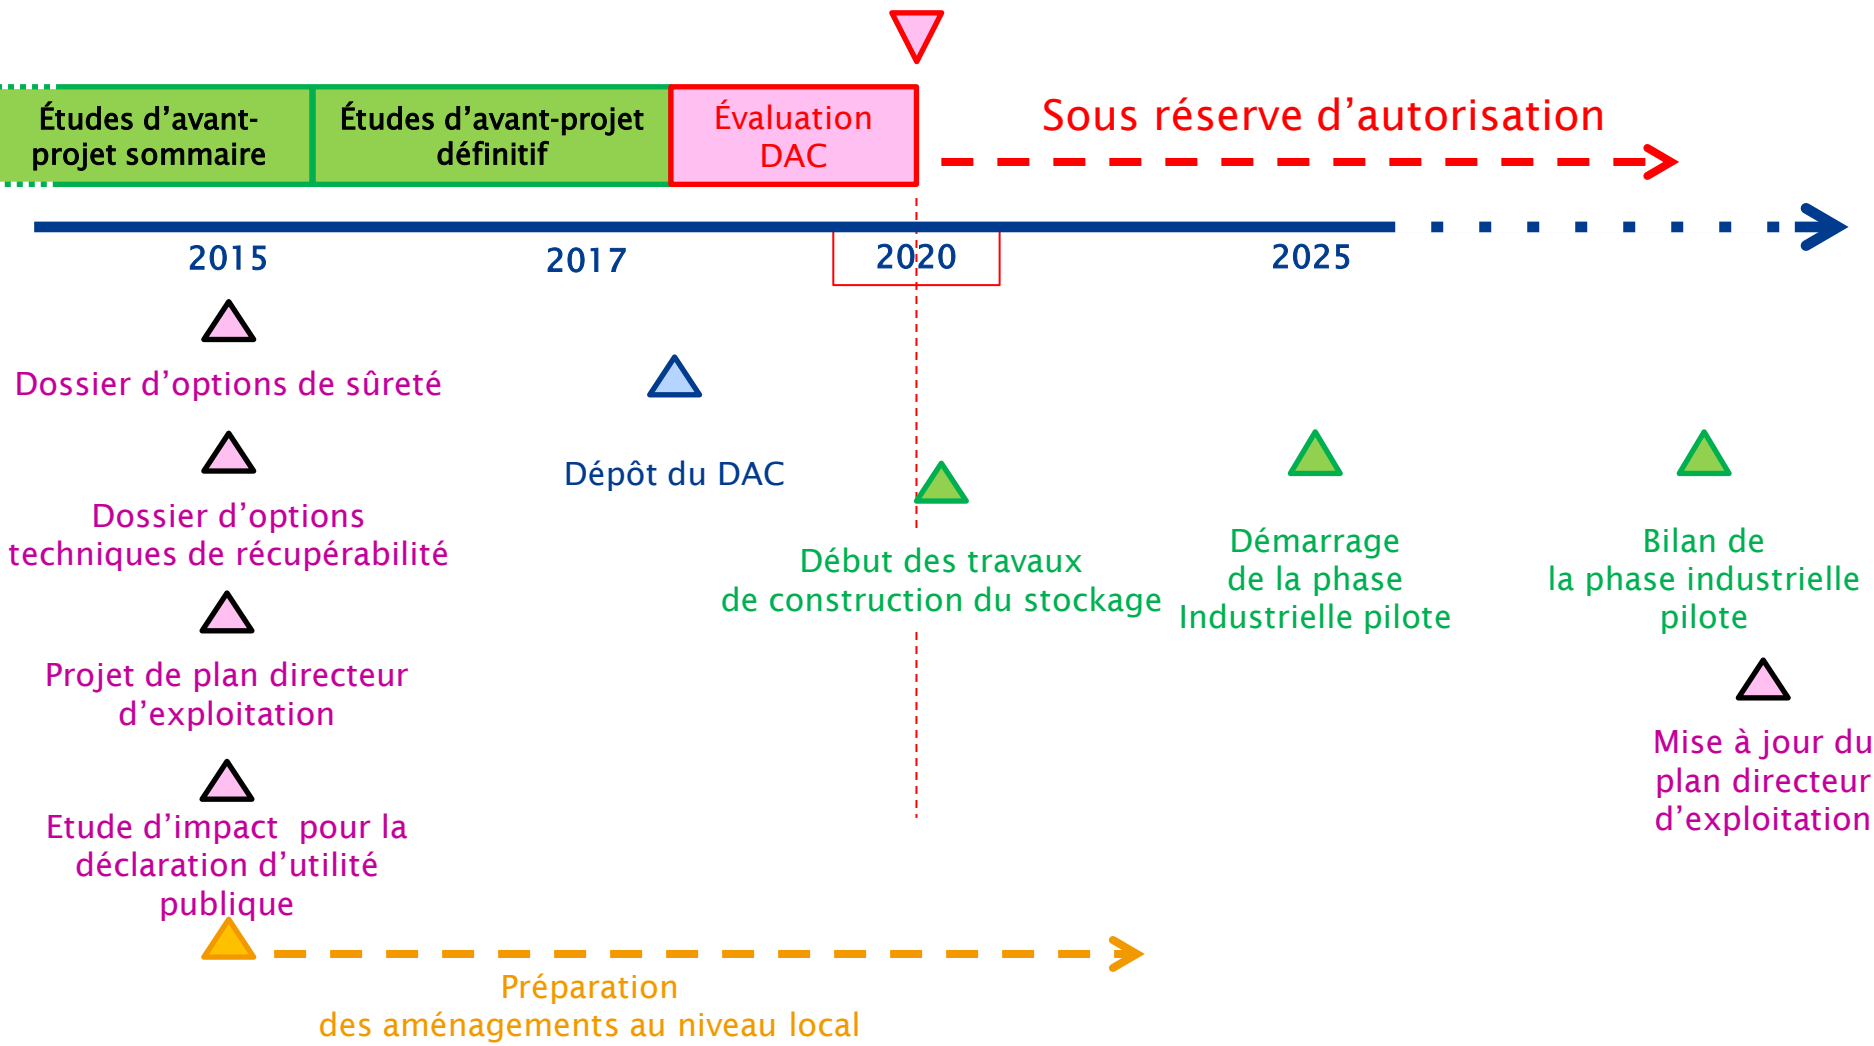 Études d’avant-
projet sommaire
Études d’avant-projet
définitif
Évaluation
DAC
Sous réserve d’autorisation
2015
2017
2020
2025
Dossier d’options de sûreté
Dossier d’options
techniques de récupérabilité
Projet de plan directeur
d’exploitation
Etude d’impact  pour la
déclaration d’utilité
publique
Dépôt du DAC
Début des travaux
de construction du stockage
Démarrage
de la phase
Industrielle pilote
Bilan de
la phase industrielle
pilote
Mise à jour du
plan directeur
d’exploitation
Préparation
des aménagements au niveau local